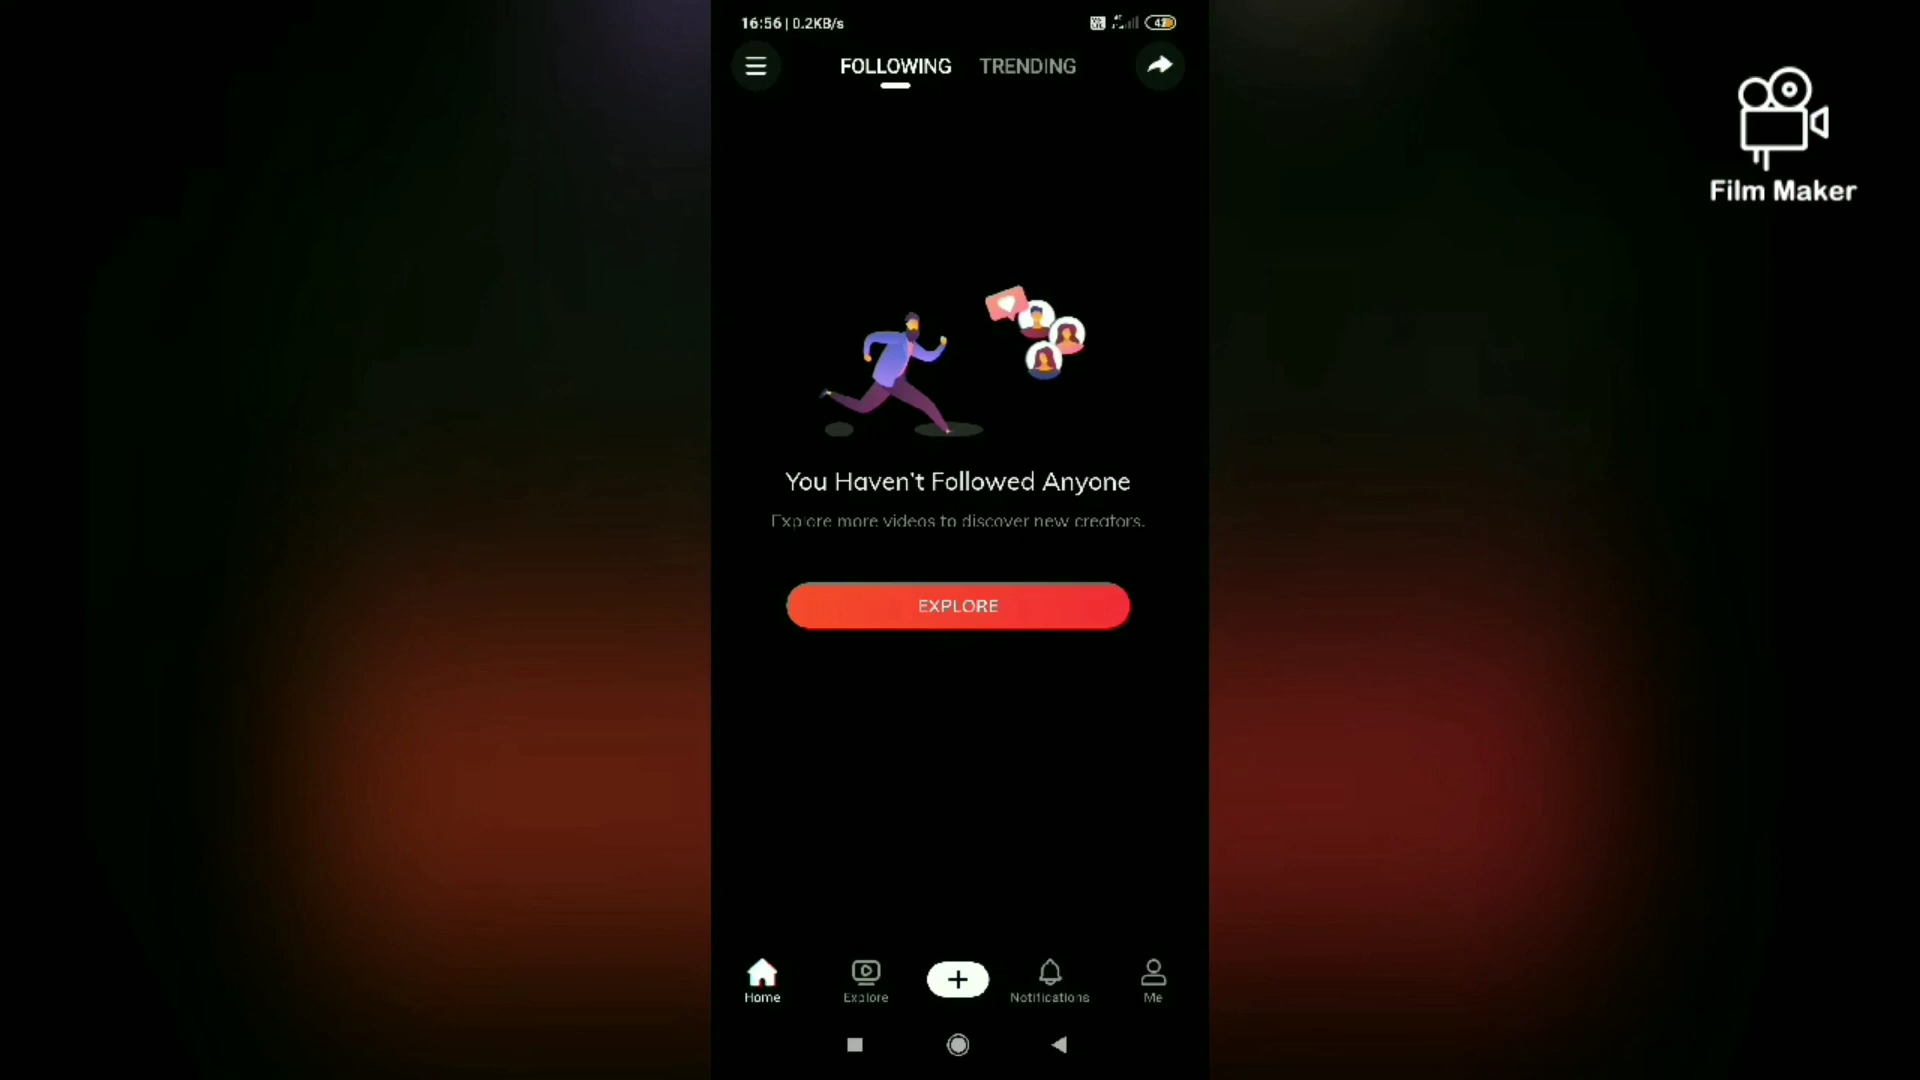 16:56 | 0.2KB/s
42
FOLLOWING TRENDING
Film Maker
You Haven't Followed Anyone
Explore more videos to discover new creators.
EXPLORE
Home Explore Notifications Me